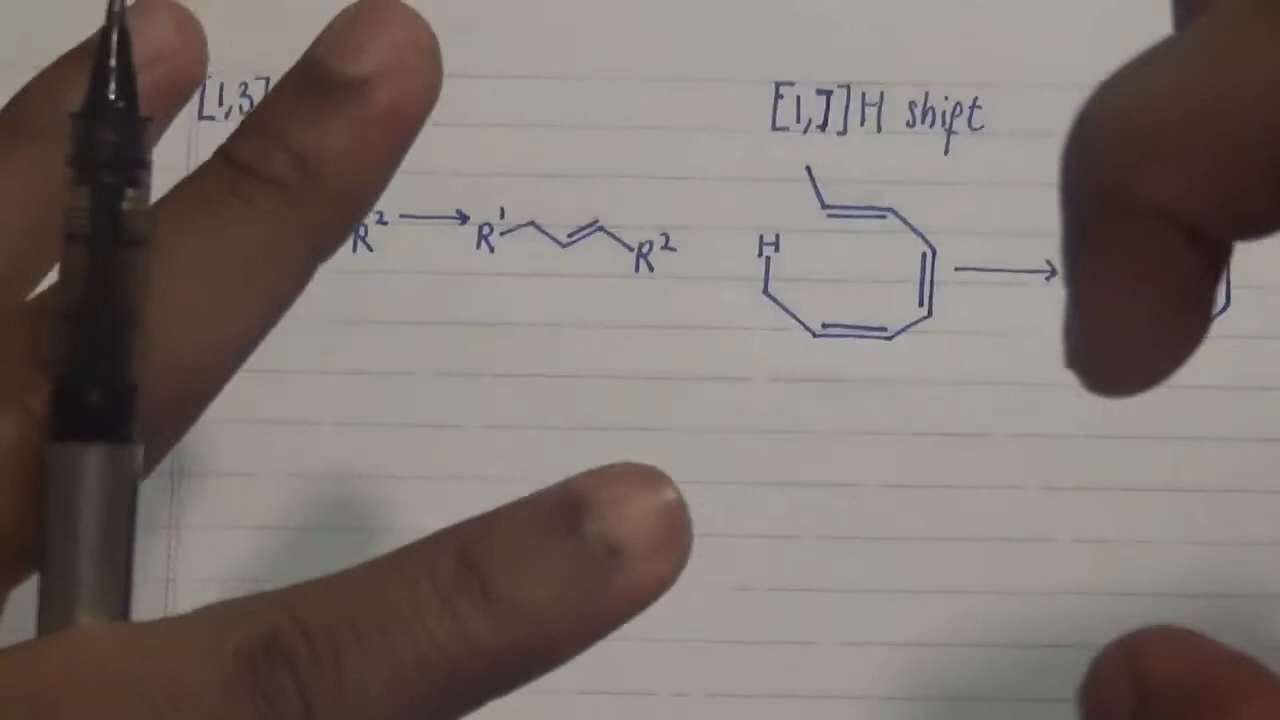 [1,3]
[1,7] H shift
R² → R¹ R²
H →